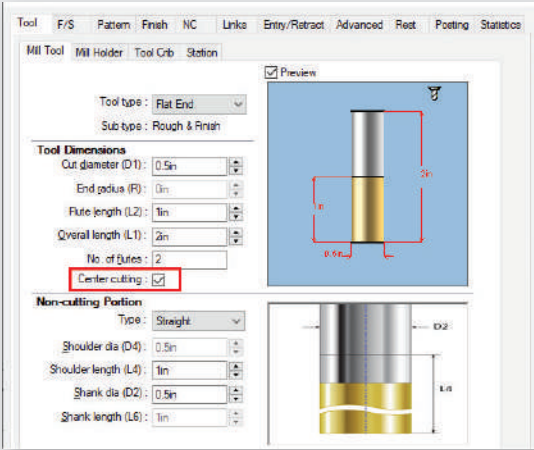 Tool F/S Pattern Finish NC Links Entry/Retract Advanced Rest Posting Statistics
Mill Tool Mill Holder Tool Crib Station
Preview
Tool type : Flat End
Sub-type : Rough & Finish
Tool Dimensions
Cut diameter (D1) : 0.5in
End radius (R) : 0in
Flute length (L2) : 1in
Overall length (L1) : 2in
No. of flutes : 2
Center cutting :
2in
1in
0.5in
Non-cutting Portion
Type : Straight
Shoulder dia (D4) : 0.5in
Shoulder length (L4) : 1in
Shank dia (D2) : 0.5in
Shank length (L6) : 1in
D2
L4